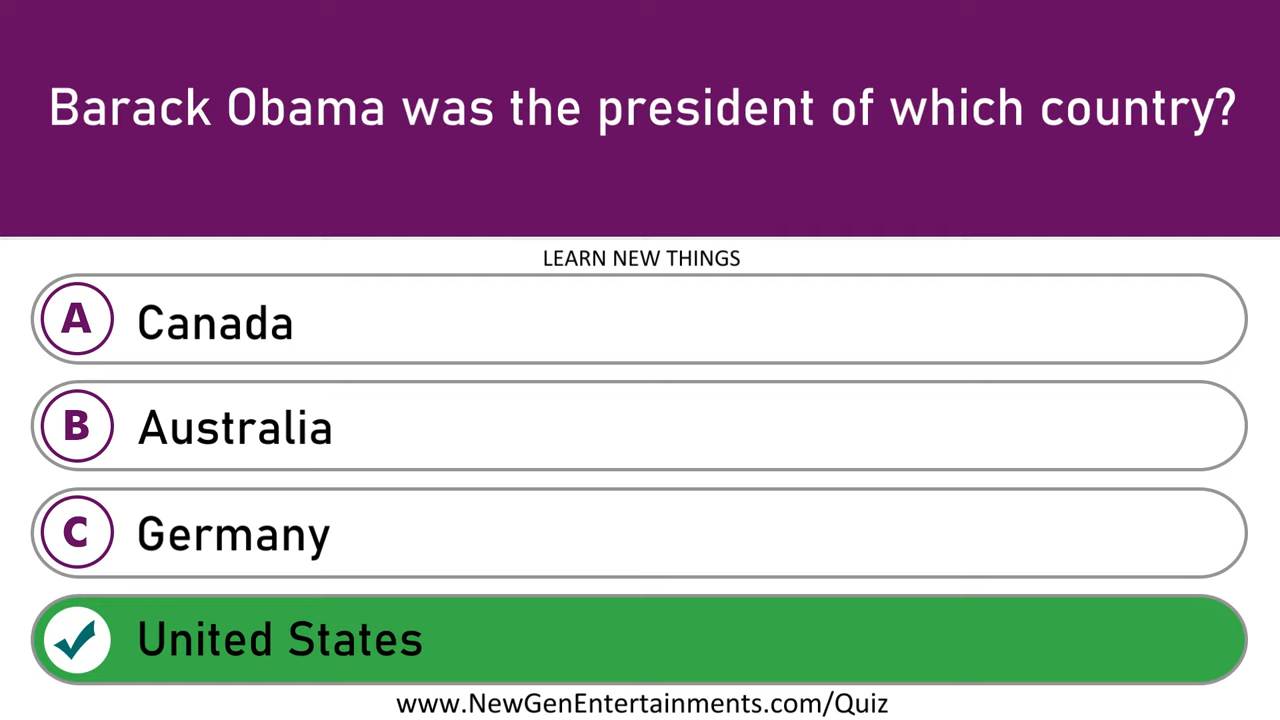 Barack Obama was the president of which country?
LEARN NEW THINGS
A Canada
B Australia
C Germany
United States
www.NewGenEntertainments.com/Quiz